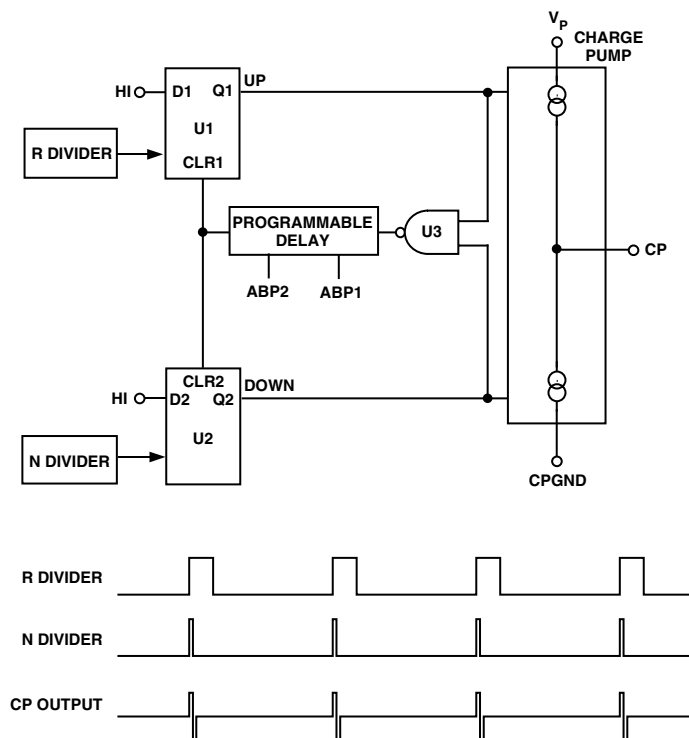 VP
CHARGE
PUMP
HI
D1
Q1
UP
U1
R DIVIDER
CLR1
PROGRAMMABLE
DELAY
U3
CP
ABP2
ABP1
CLR2
DOWN
HI
D2
Q2
U2
N DIVIDER
CPGND
R DIVIDER
N DIVIDER
CP OUTPUT